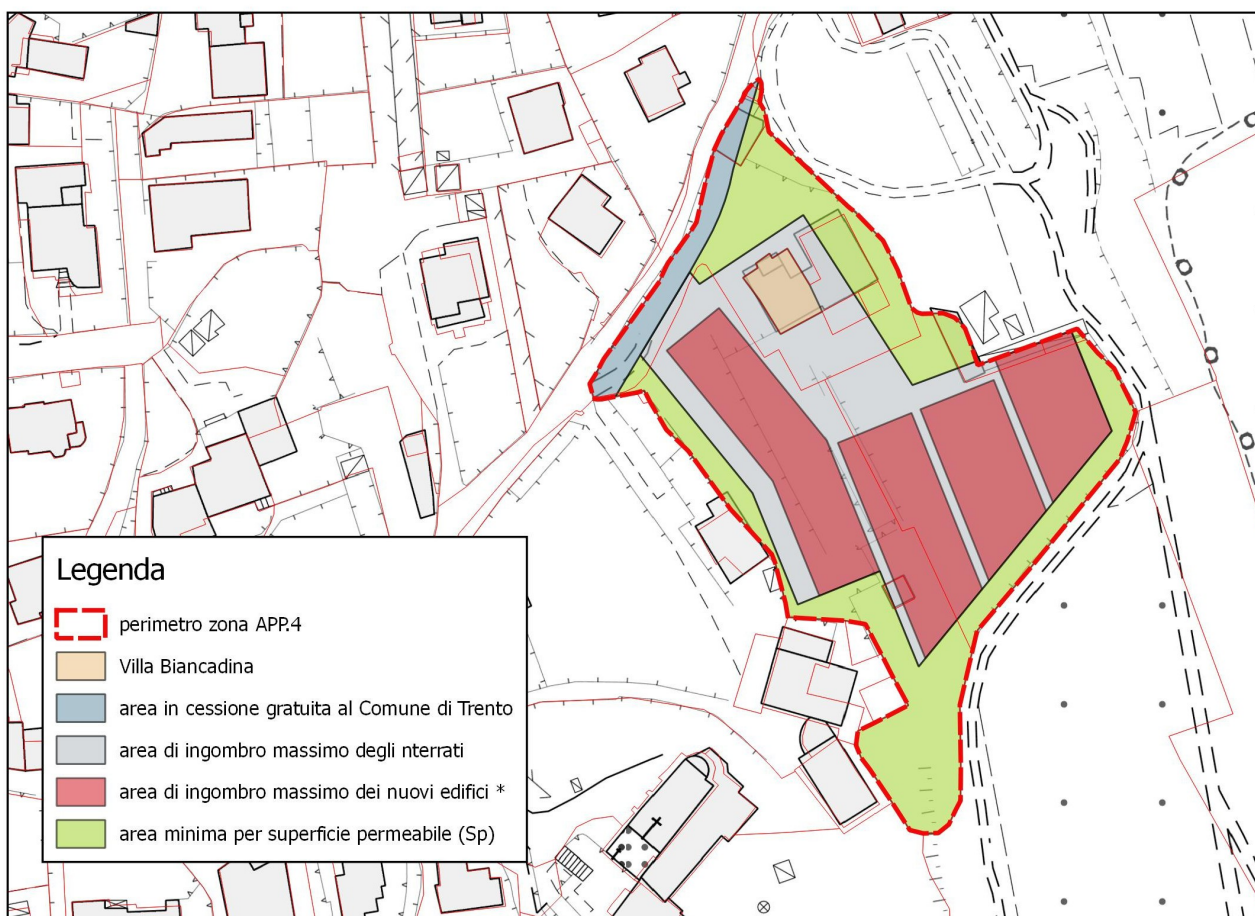 Legenda
perimetro zona APP.4
Villa Biancadina
area in cessione gratuita al Comune di Trento
area di ingombro massimo degli nterrati
area di ingombro massimo dei nuovi edifici *
area minima per superficie permeabile (Sp)